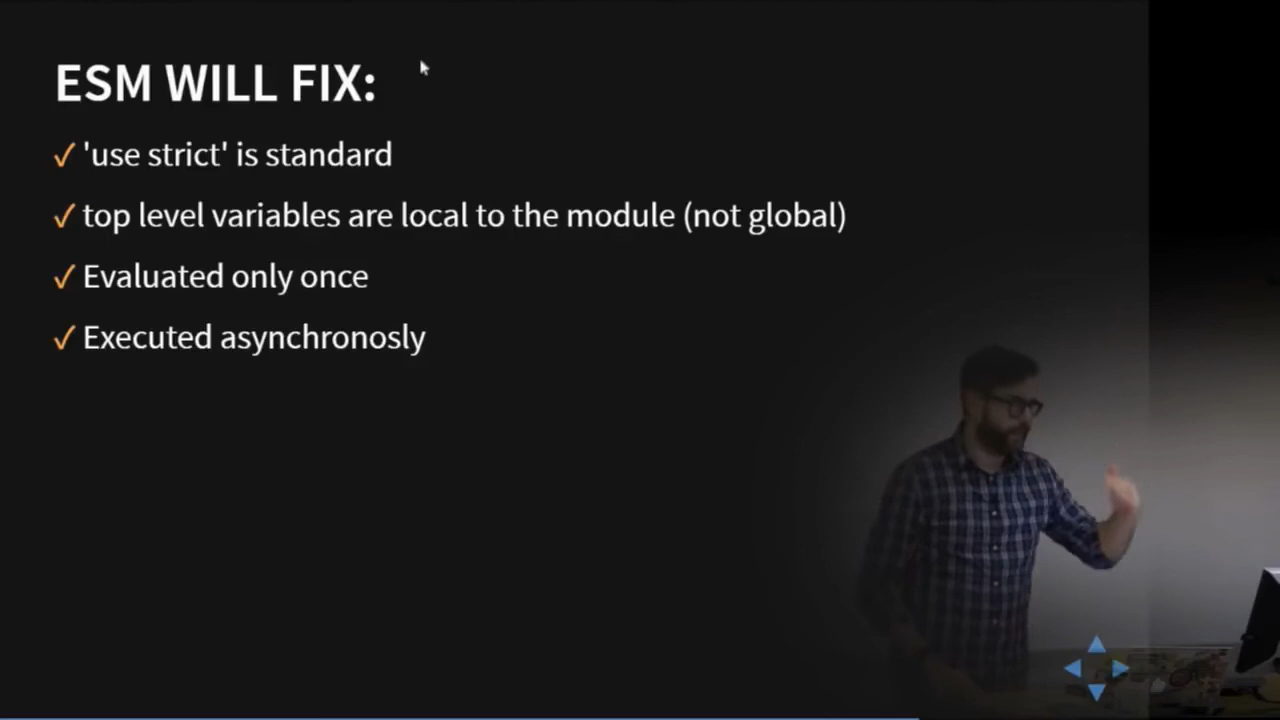 ESM WILL FIX:
✓ 'use strict' is standard
✓ top level variables are local to the module (not global)
✓ Evaluated only once
✓ Executed asynchronosly